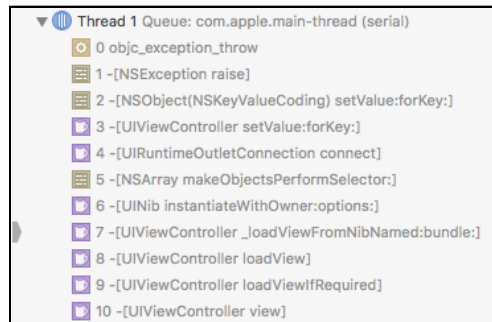 Thread 1 Queue: com.apple.main-thread (serial)
0 objc_exception_throw
1 -[NSException raise]
2 -[NSObject(NSKeyValueCoding) setValue:forKey:]
3 -[UIViewController setValue:forKey:]
4 -[UIRuntimeOutletConnection connect]
5 -[NSArray makeObjectsPerformSelector:]
6 -[UINib instantiateWithOwner:options:]
7 -[UIViewController _loadViewFromNibNamed:bundle:]
8 -[UIViewController loadView]
9 -[UIViewController loadViewIfRequired]
10 -[UIViewController view]